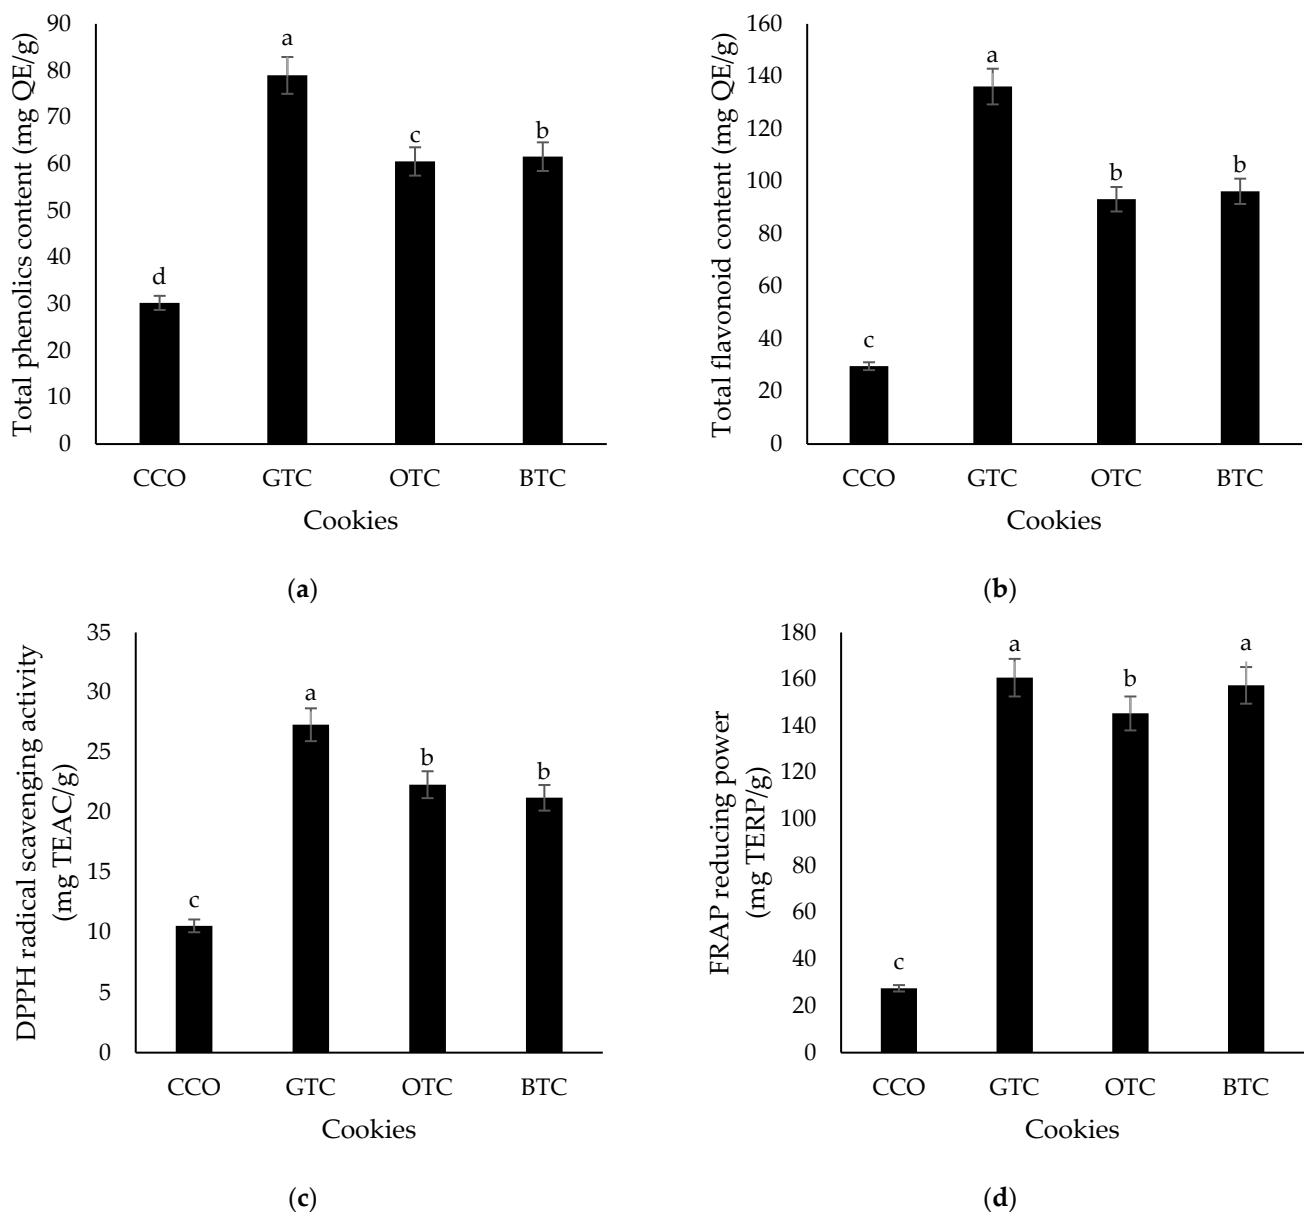 Total phenolics content (mg QE/g)
90
80
70
60
50
40
30
20
10
0
d
a
c
b
CCO GTC OTC BTC
Cookies
(a)
Total flavonoid content (mg QE/g)
160
140
120
100
80
60
40
20
0
c
a
b
b
CCO GTC OTC BTC
Cookies
(b)
DPPH radical scavenging activity
(mg TEAC/g)
35
30
25
20
15
10
5
0
c
a
b
b
CCO GTC OTC BTC
Cookies
(c)
FRAP reducing power
(mg TERP/g)
180
160
140
120
100
80
60
40
20
0
c
a
b
a
CCO GTC OTC BTC
Cookies
(d)